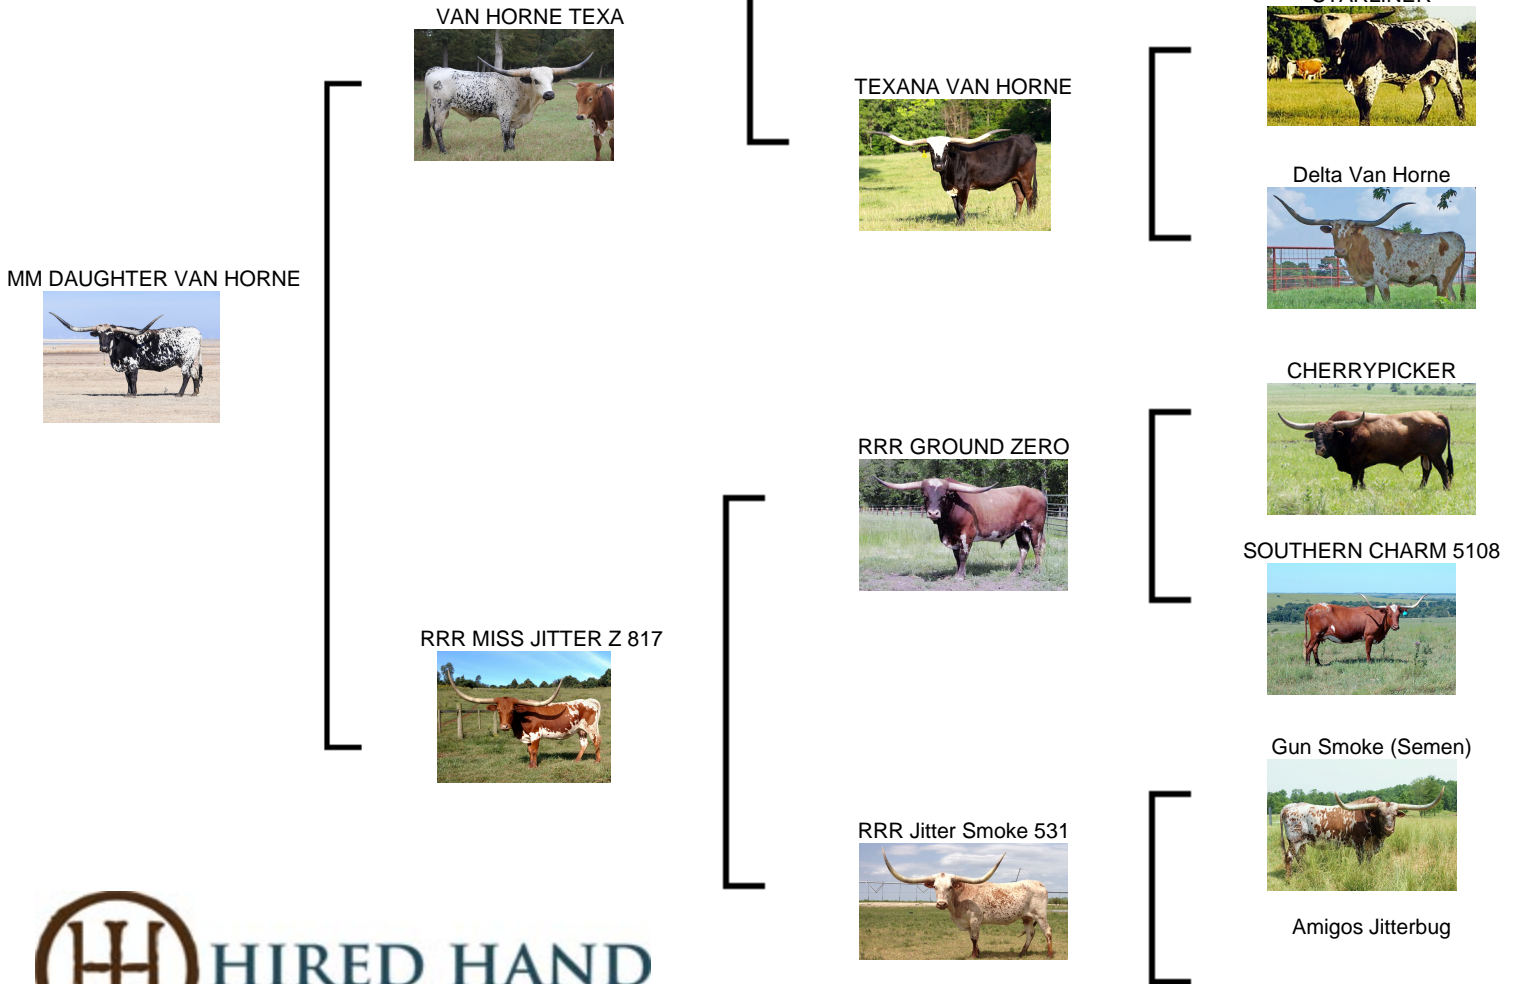 VAN HORNE TEXA
STARLINER
TEXANA VAN HORNE
Delta Van Horne
MM DAUGHTER VAN HORNE
CHERRYPICKER
RRR GROUND ZERO
SOUTHERN CHARM 5108
RRR MISS JITTER Z 817
Gun Smoke (Semen)
RRR Jitter Smoke 531
Amigos Jitterbug
HIRED HAND